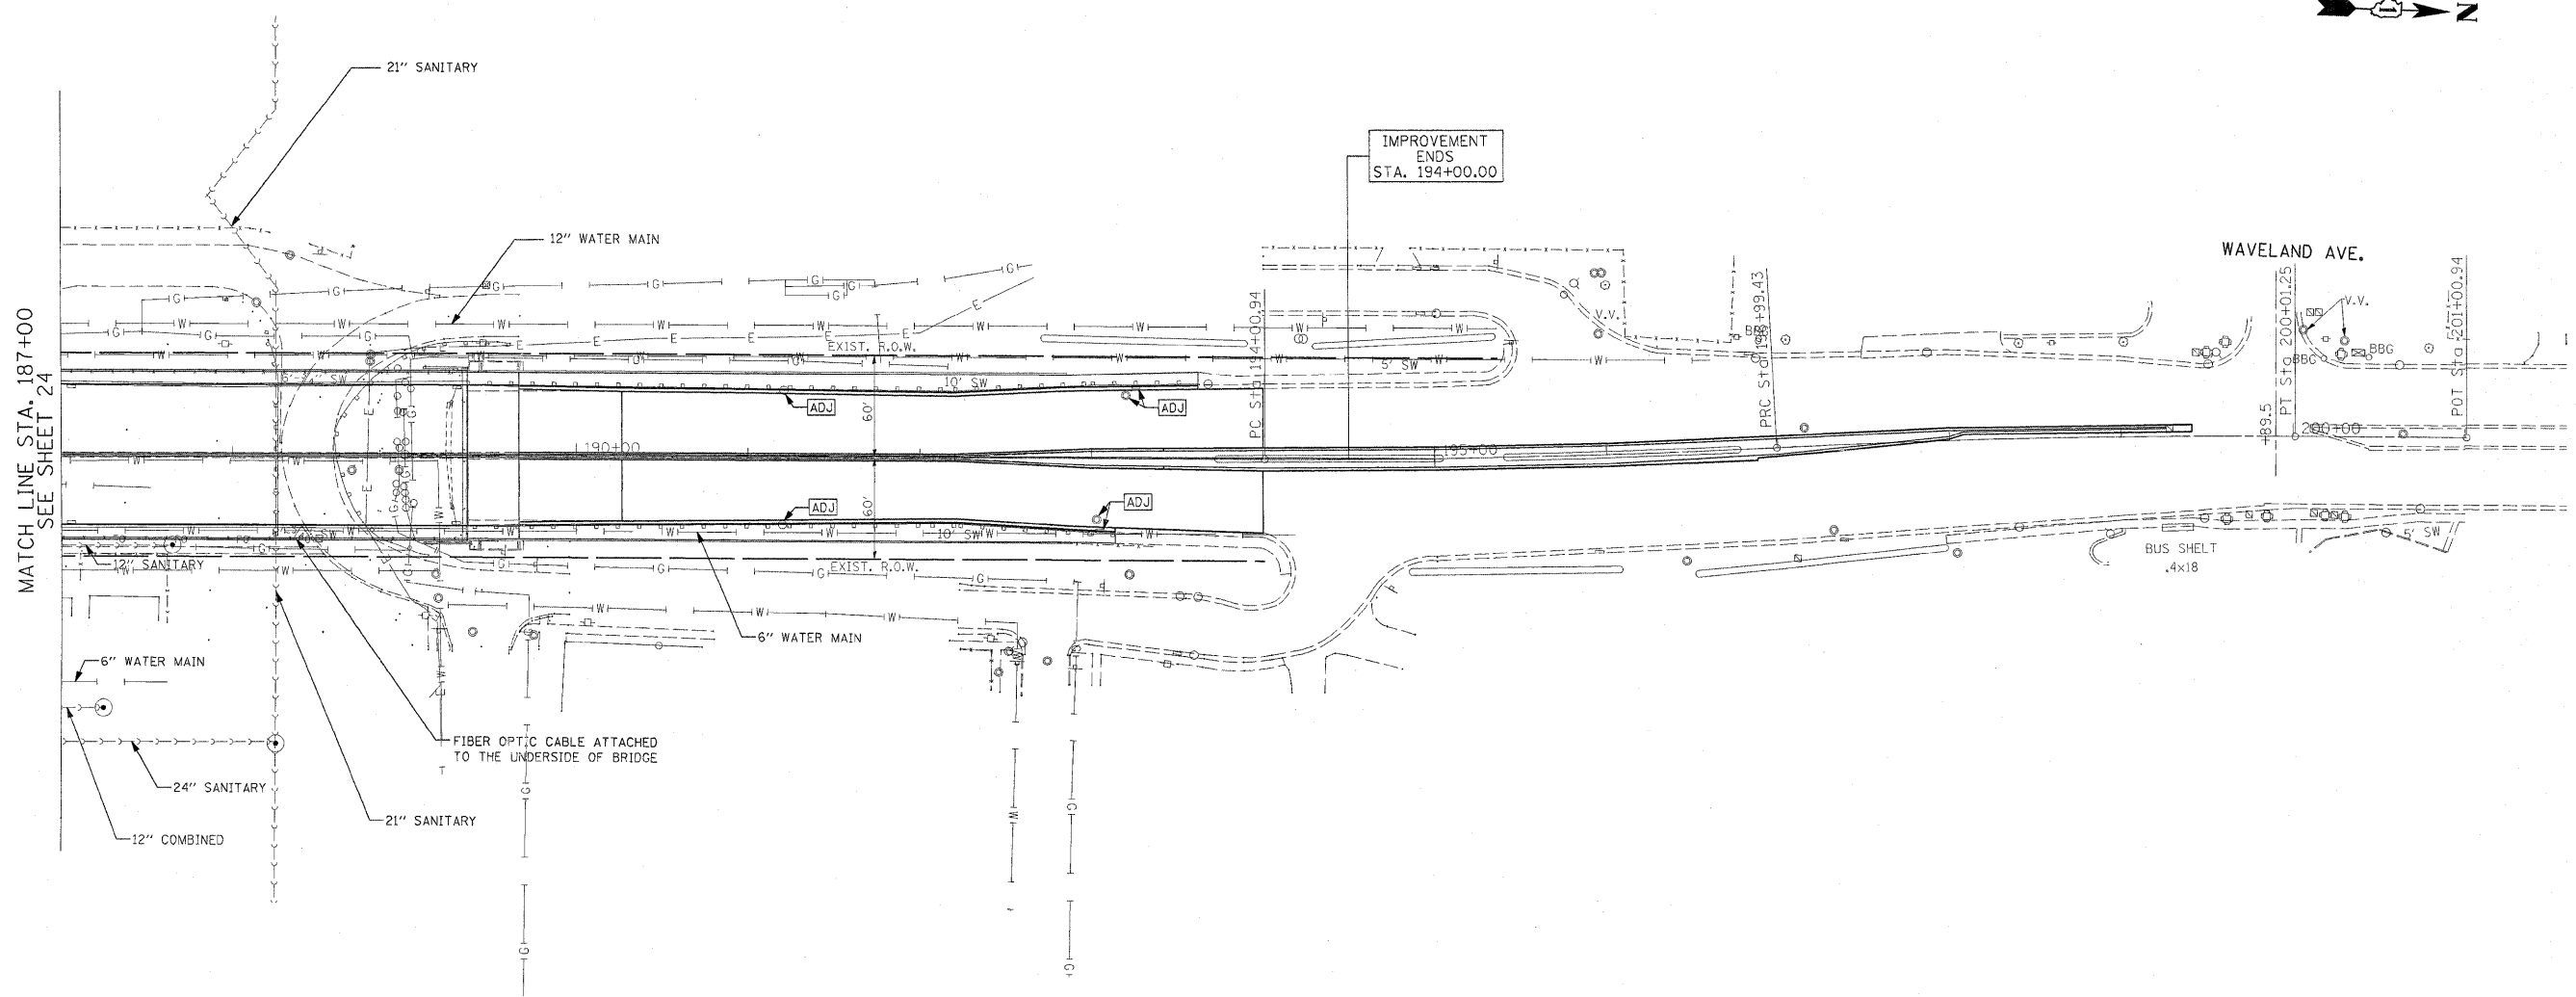 N
21" SANITARY
12" WATER MAIN
IMPROVEMENT
ENDS
STA. 194+00.00
WAVELAND AVE.
MATCH LINE STA. 187+00
SEE SHEET 24
EXIST. R.O.W.
10' SW
5' SW
ADJ
ADJ
60'
60'
190+00
195+00
200+00
PC Sta 194+00.94
PRC Sta 198+99.43
+89.5
PT Sta 200+01.25
POT Sta 201+00.94
V.V.
V.V.
BBG
BBG
ADJ
ADJ
10' SW
EXIST. R.O.W.
5' SW
BUS SHELT
.4x18
12" SANITARY
6" WATER MAIN
6" WATER MAIN
FIBER OPTIC CABLE ATTACHED
TO THE UNDERSIDE OF BRIDGE
24" SANITARY
21" SANITARY
12" COMBINED